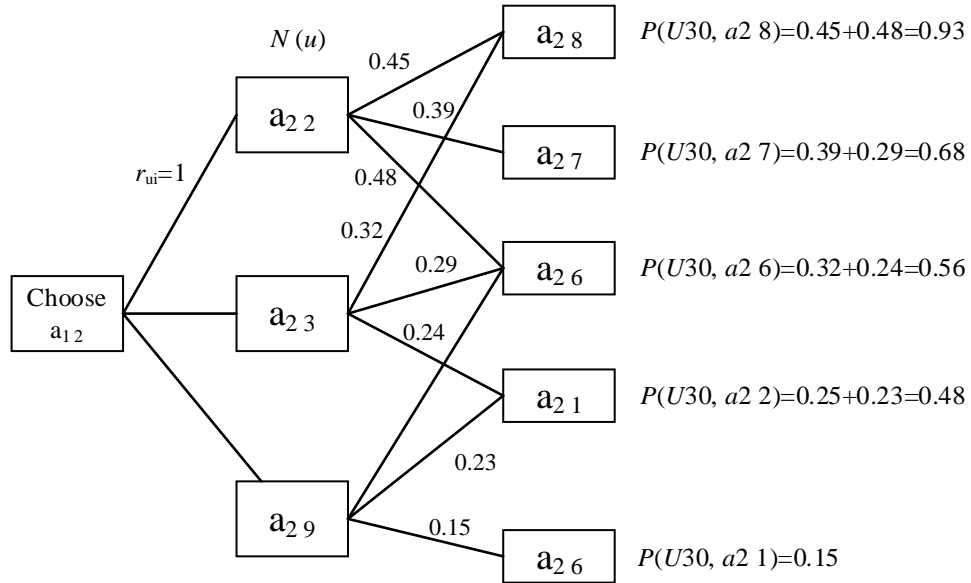 N (u)
a2 8
P(U30, a2 8)=0.45+0.48=0.93
0.45
0.39
a2 2
a2 7
P(U30, a2 7)=0.39+0.29=0.68
rui=1
0.48
0.32
0.29
a2 6
P(U30, a2 6)=0.32+0.24=0.56
Choose
a1 2
a2 3
0.24
a2 1
P(U30, a2 2)=0.25+0.23=0.48
0.23
a2 9
0.15
a2 6
P(U30, a2 1)=0.15